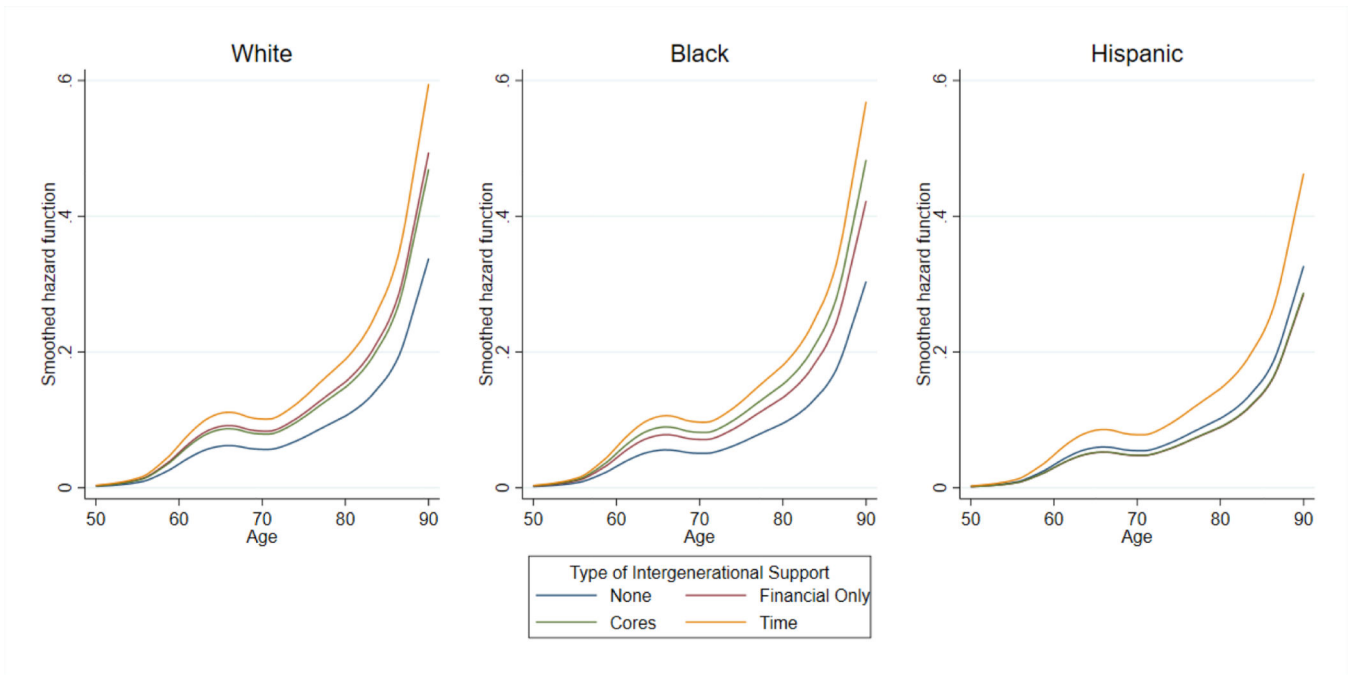 White
Smoothed hazard function
.6
.4
.2
0
50 60 70 80 90
Age
Black
Smoothed hazard function
.6
.4
.2
0
50 60 70 80 90
Age
Hispanic
Smoothed hazard function
.6
.4
.2
0
50 60 70 80 90
Age
Type of Intergenerational Support
None Financial Only
Cores Time